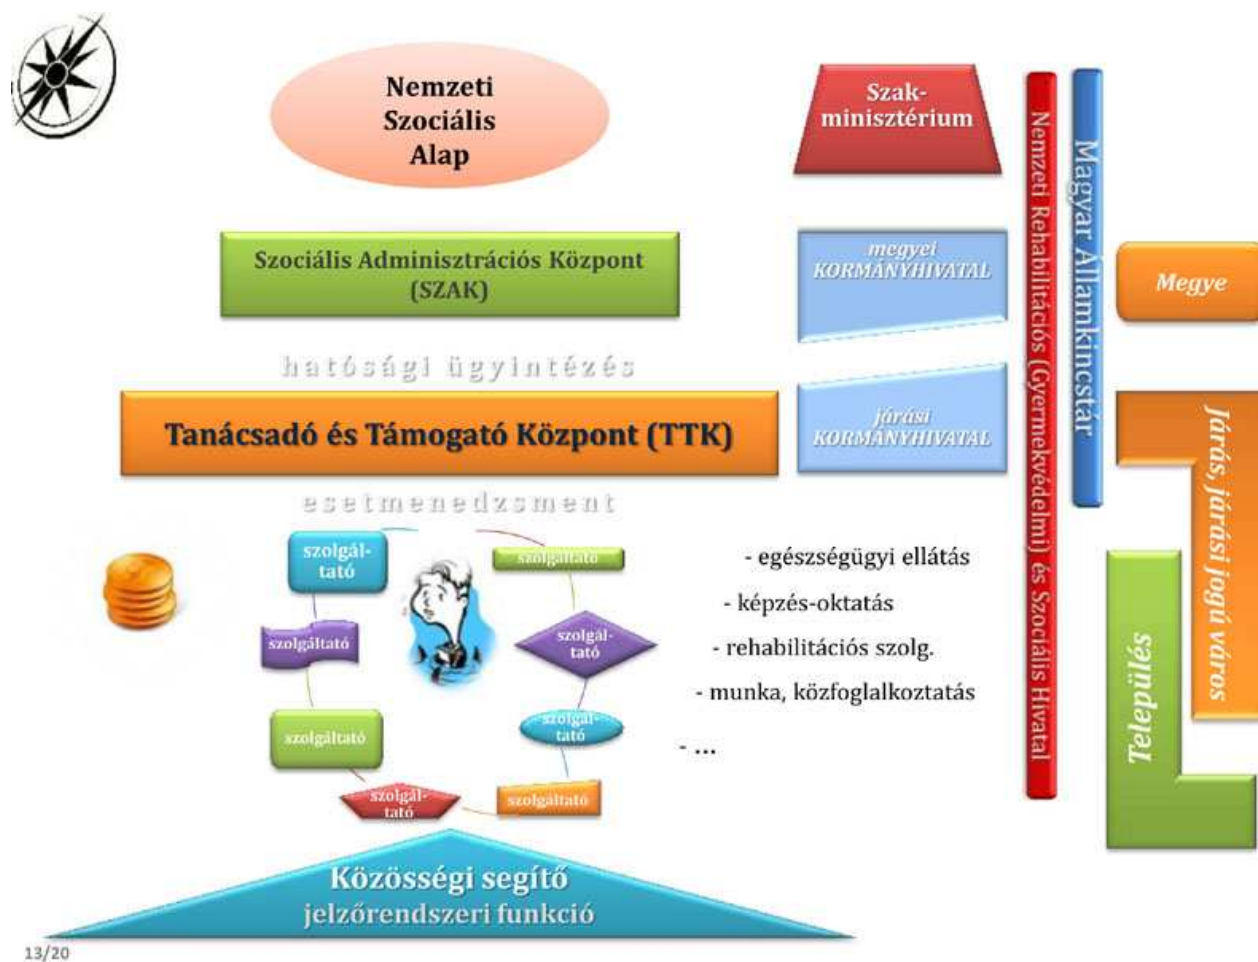 Nemzeti
Szociális
Alap
Szak-
minisztérium
Szociális Adminisztrációs Központ
(SZAK)
megyei
KORMÁNYHIVATAL
hatósági ügyintézés
Tanácsadó és Támogató Központ (TTK)
járási
KORMÁNYHIVATAL
esetmenedzsment
szolgál-
tató
szolgáltató
szolgáltató
szolgál-
tató
szolgáltató
szolgál-
tató
szolgál-
tató
szolgáltató
- egészségügyi ellátás
- képzés-oktatás
- rehabilitációs szolg.
- munka, közfoglalkoztatás
- ...
Közösségi segítő
jelzőrendszeri funkció
Nemzeti Rehabilitációs (Gyermekvédelmi) és Szociális Hivatal
Magyar Államkincstár
Megye
Járás, járási jogú város
Település
13/20